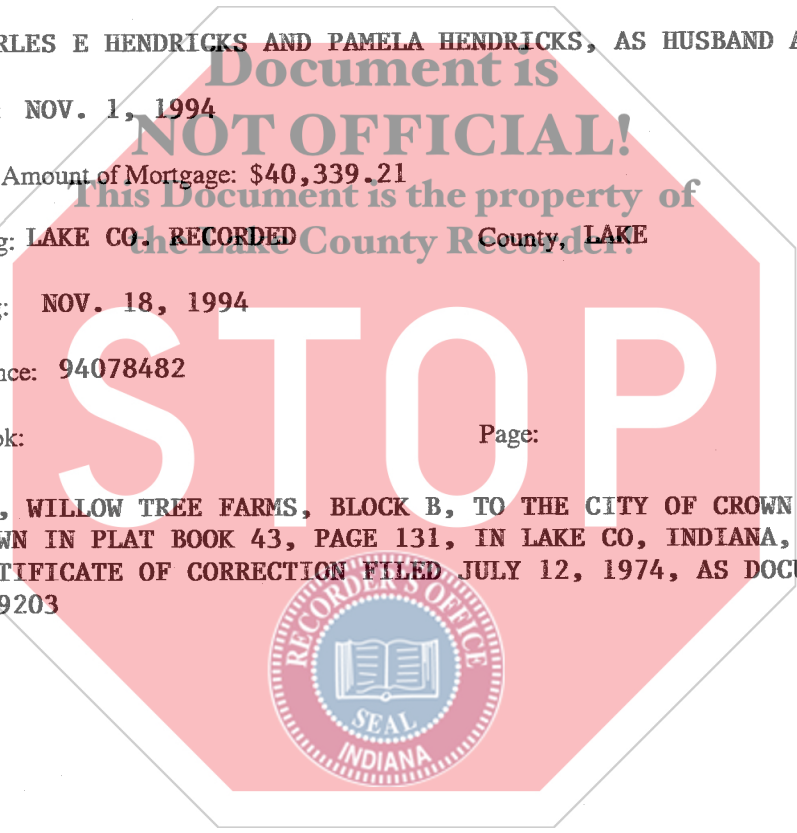 RLES E HENDRICKS AND PAMELA HENDRICKS, AS HUSBAND A
Document is
: NOV. 1, 1994
NOT OFFICIAL!
Amount of Mortgage: $40,339.21
This Document is the property of
g: LAKE CO. RECORDED County, LAKE
the Lake County Recorder!
g: NOV. 18, 1994
STOP
nce: 94078482
ok: Page:
, WILLOW TREE FARMS, BLOCK B, TO THE CITY OF CROWN
WN IN PLAT BOOK 43, PAGE 131, IN LAKE CO, INDIANA,
TIFICATE OF CORRECTION FILED JULY 12, 1974, AS DOCU
9203
RECORDER'S OFFICE
SEAL
INDIANA